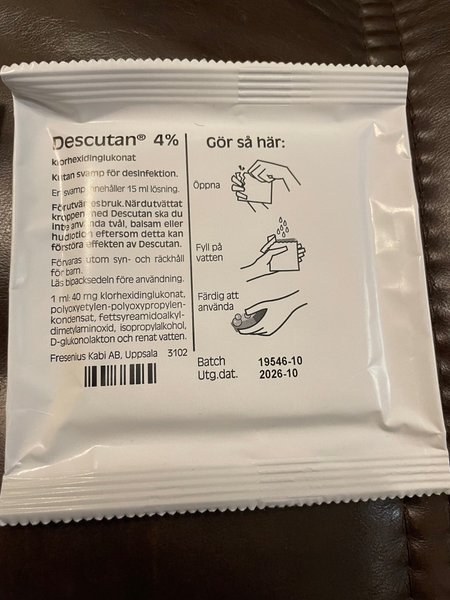 Descutan® 4%
klorhexidinglukonat
Kutan svamp för desinfektion.
En svamp innehåller 15 ml lösning.
För utvärtes bruk. När du tvättat
kroppen med Descutan ska du
inte använda tvål, balsam eller
hudlotion eftersom detta kan
förstöra effekten av Descutan.
Förvaras utom syn- och räckhåll
för barn.
Läs bipacksedeln före användning.
1 ml: 40 mg klorhexidinglukonat,
polyoxetylen-polyoxypropylen-
kondensat, fettsyreamidoalkyl-
dimetylaminoxid, isopropylalkohol,
D-glukonolakton och renat vatten.
Fresenius Kabi AB, Uppsala 3102
Gör så här:
Öppna
Fyll på
vatten
Färdig att
använda
Batch 19546-10
Utg.dat. 2026-10